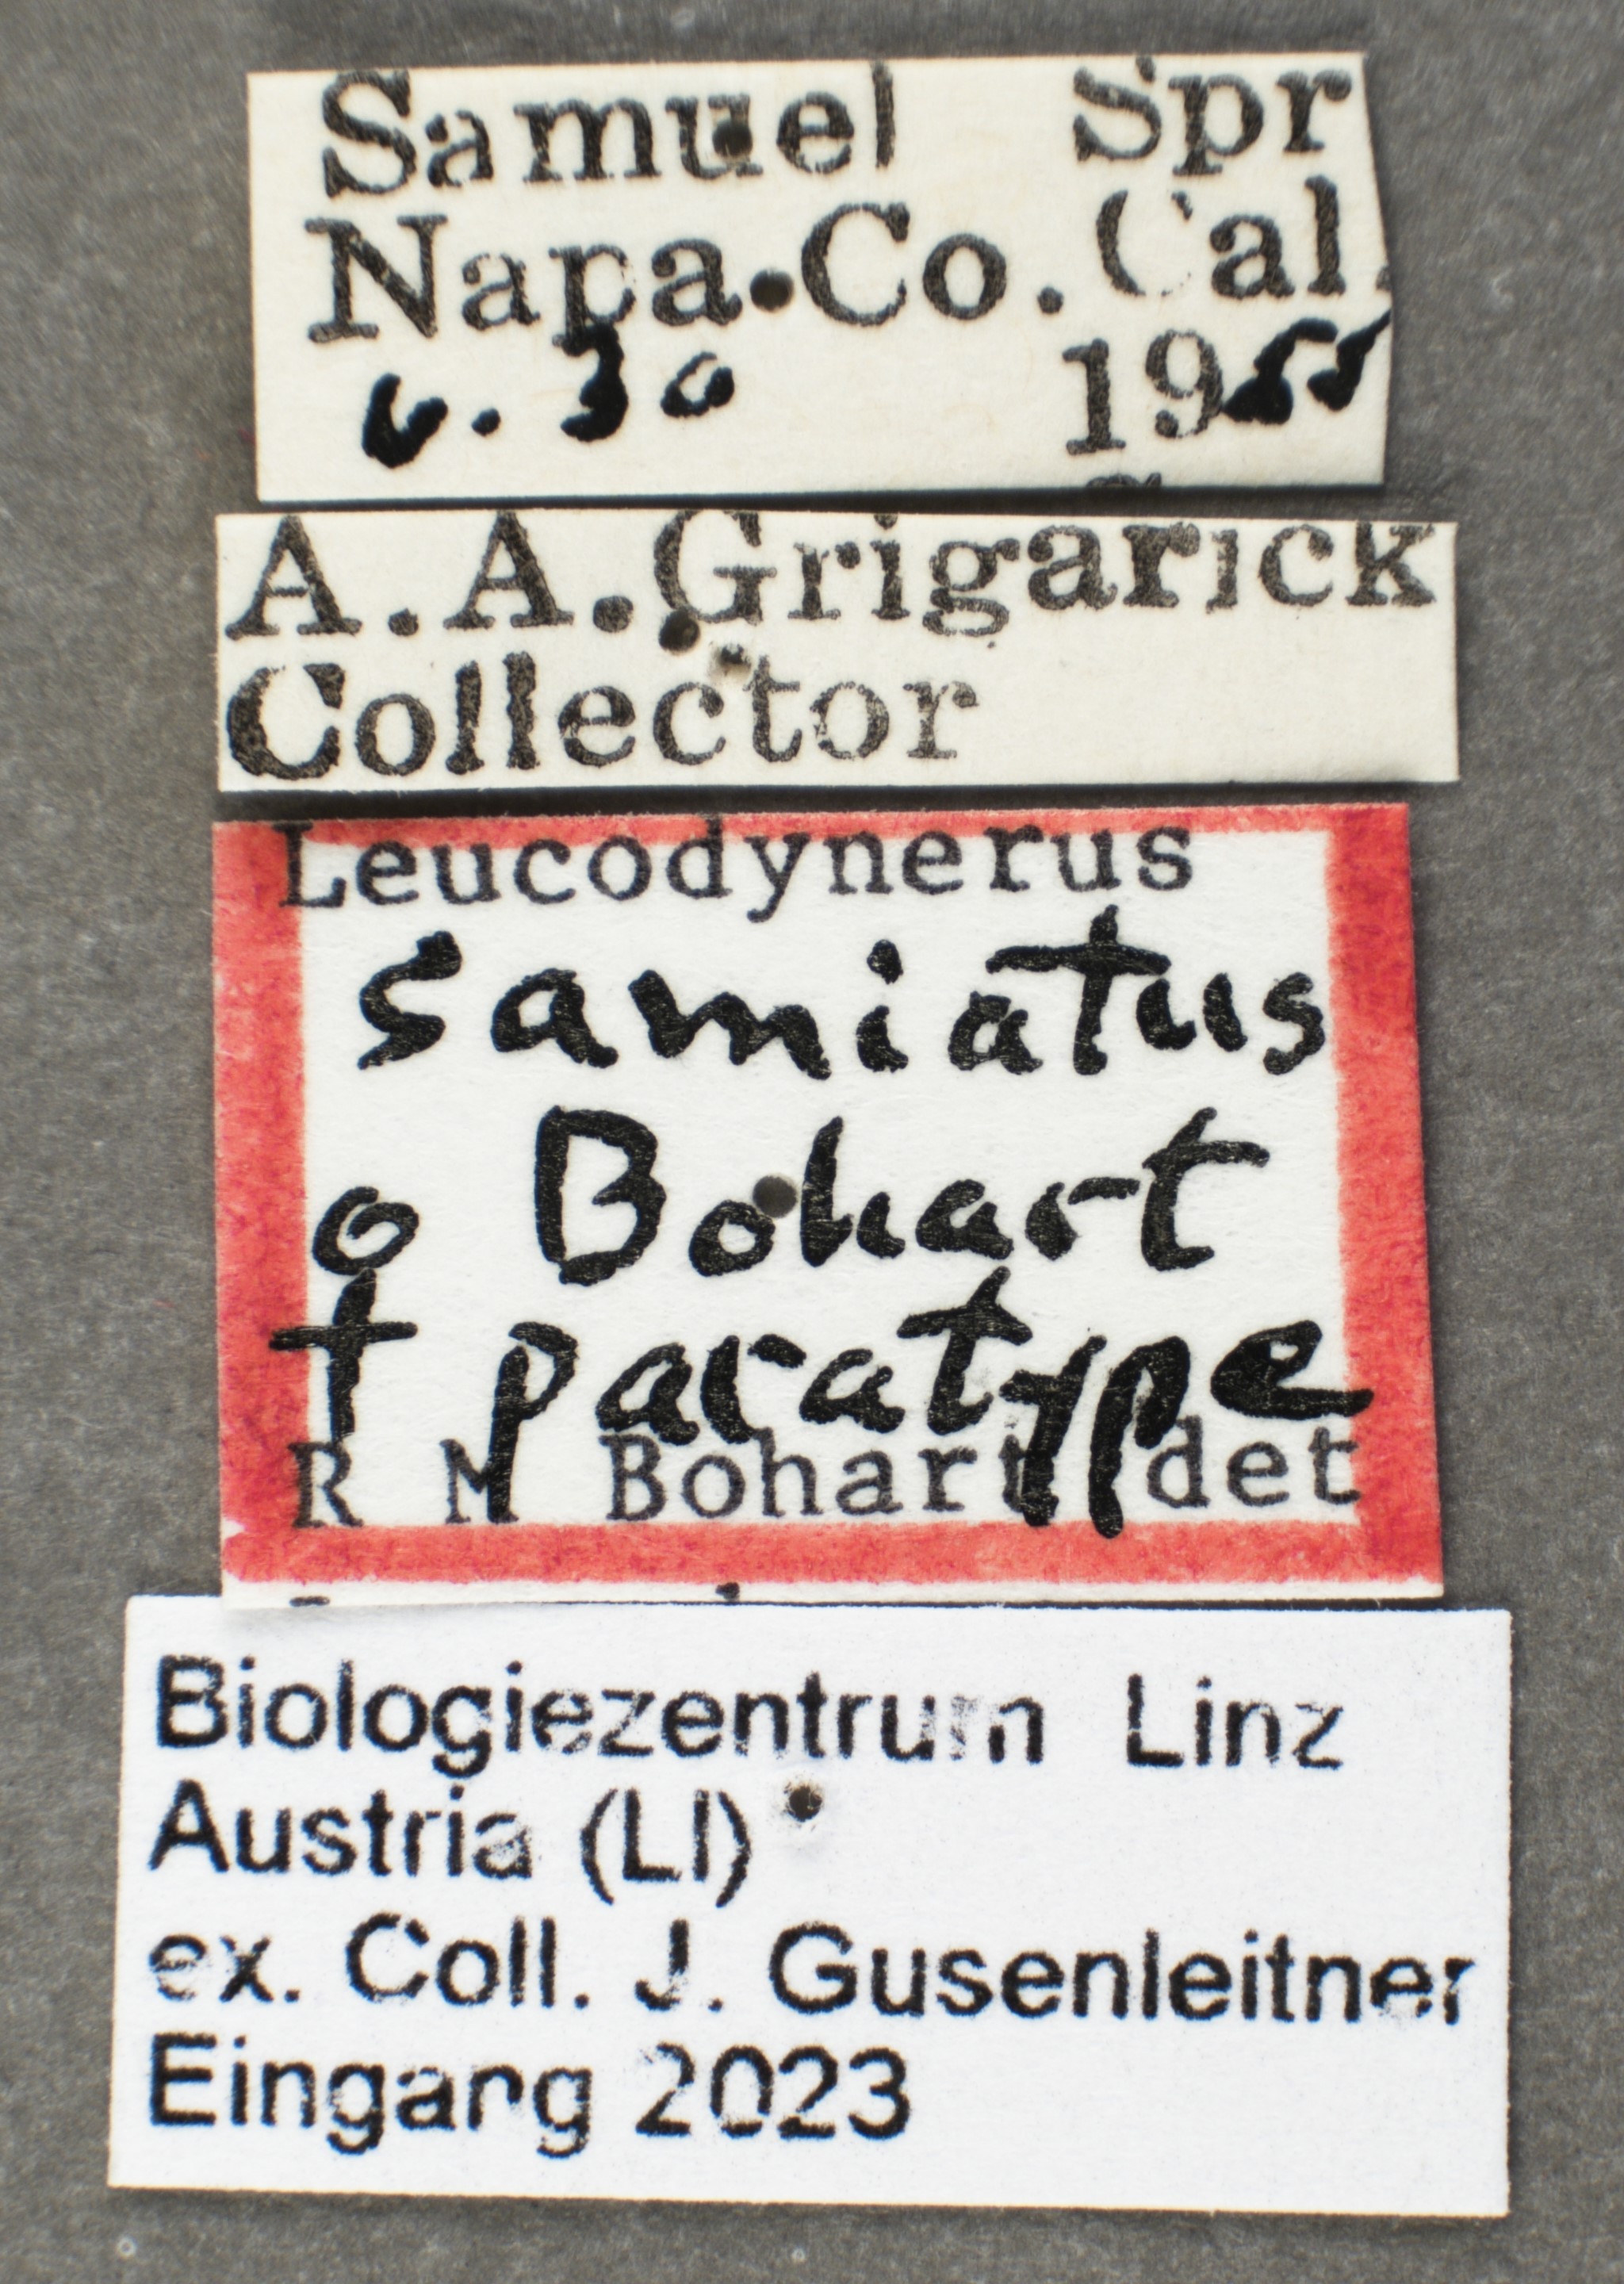 Samuel Spr
Napa Co. Cal.
6.30 1955
A.A.Grigarick
Collector
Leucodynerus
samiatus
Bohart
♀ paratype
R M Bohart det
Biologiezentrum Linz
Austria (LI)
ex. Coll. J. Gusenleitner
Eingang 2023